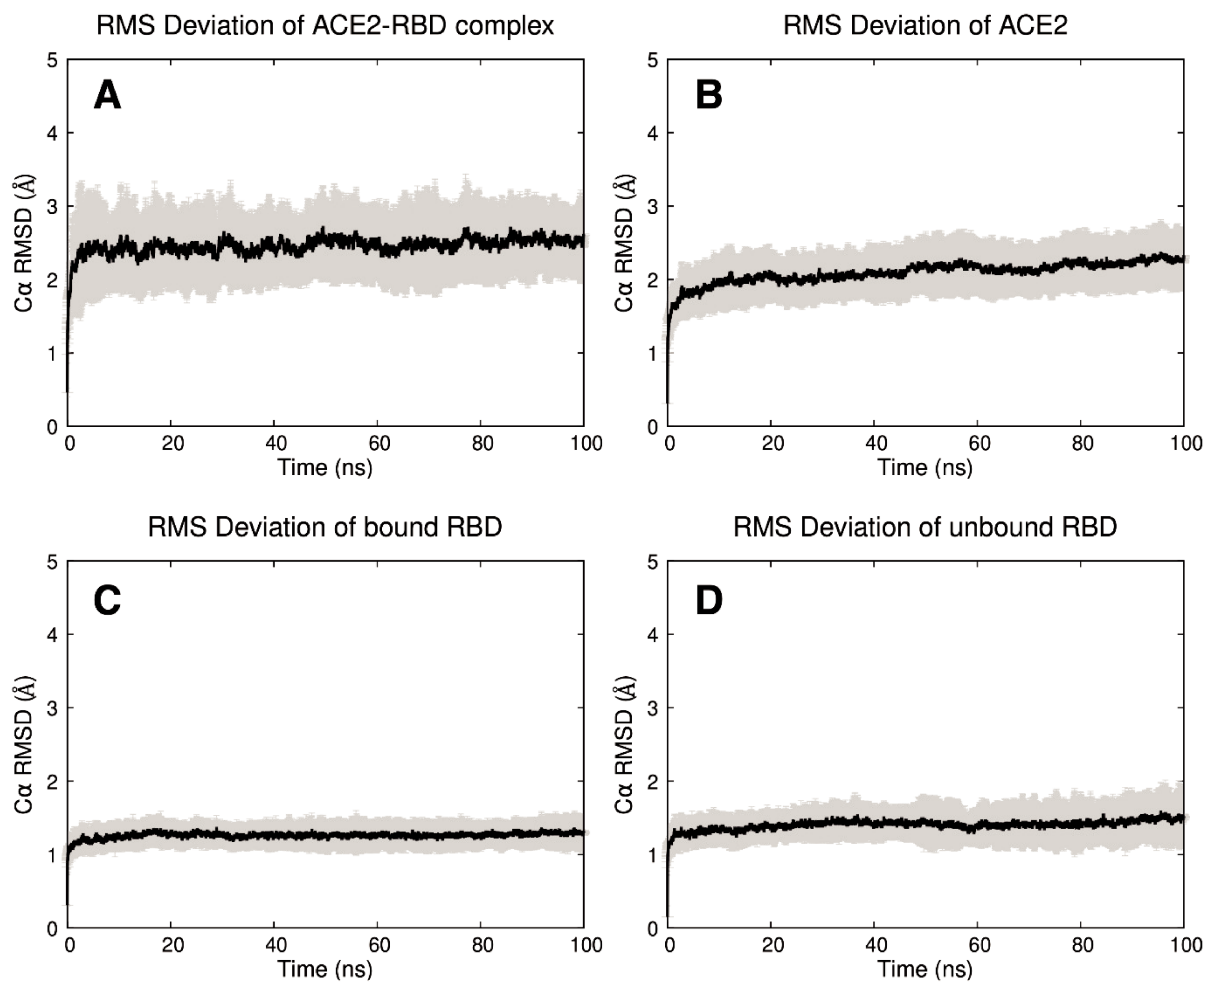 RMS Deviation of ACE2-RBD complex
A
Cα RMSD (Å)
5
4
3
2
1
0
0 20 40 60 80 100
Time (ns)
RMS Deviation of ACE2
B
Cα RMSD (Å)
5
4
3
2
1
0
0 20 40 60 80 100
Time (ns)
RMS Deviation of bound RBD
C
Cα RMSD (Å)
5
4
3
2
1
0
0 20 40 60 80 100
Time (ns)
RMS Deviation of unbound RBD
D
Cα RMSD (Å)
5
4
3
2
1
0
0 20 40 60 80 100
Time (ns)